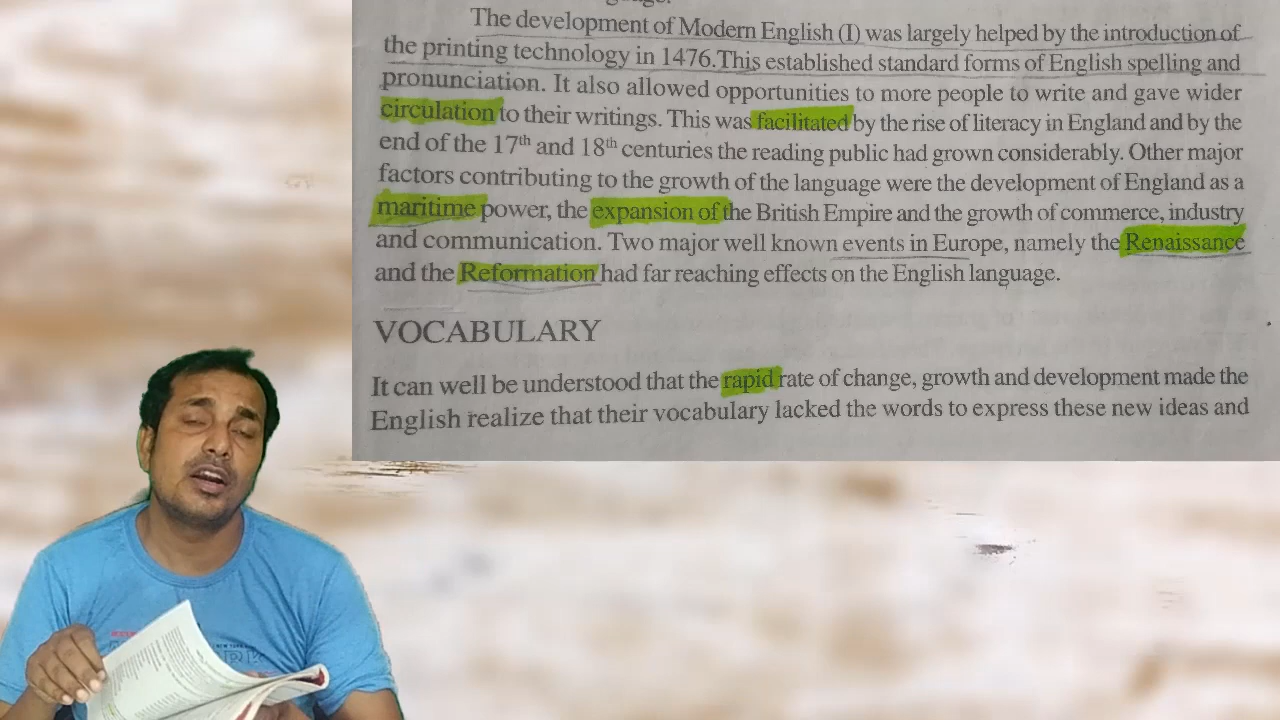 The development of Modern English (I) was largely helped by the introduction of
the printing technology in 1476.This established standard forms of English spelling and
pronunciation. It also allowed opportunities to more people to write and gave wider
circulation to their writings. This was facilitated by the rise of literacy in England and by the
end of the 17th and 18th centuries the reading public had grown considerably. Other major
factors contributing to the growth of the language were the development of England as a
maritime power, the expansion of the British Empire and the growth of commerce, industry
and communication. Two major well known events in Europe, namely the Renaissance
and the Reformation had far reaching effects on the English language.
VOCABULARY
It can well be understood that the rapid rate of change, growth and development made the
English realize that their vocabulary lacked the words to express these new ideas and